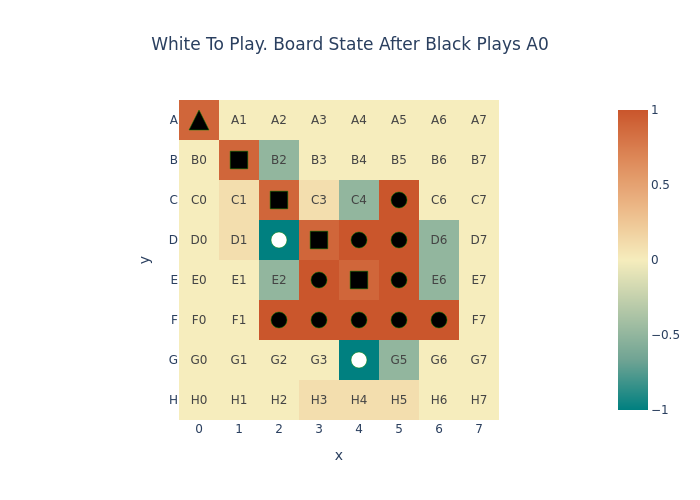 White To Play. Board State After Black Plays A0
A A1 A2 A3 A4 A5 A6 A7 1
B B0 B2 B3 B4 B5 B6 B7
0.5
C C0 C1 C3 C4 C6 C7
D D0 D1 D6 D7
y 0
E E0 E1 E2 E6 E7
F F0 F1 F7
−0.5
G G0 G1 G2 G3 G5 G6 G7
H H0 H1 H2 H3 H4 H5 H6 H7 −1
0 1 2 3 4 5 6 7
x